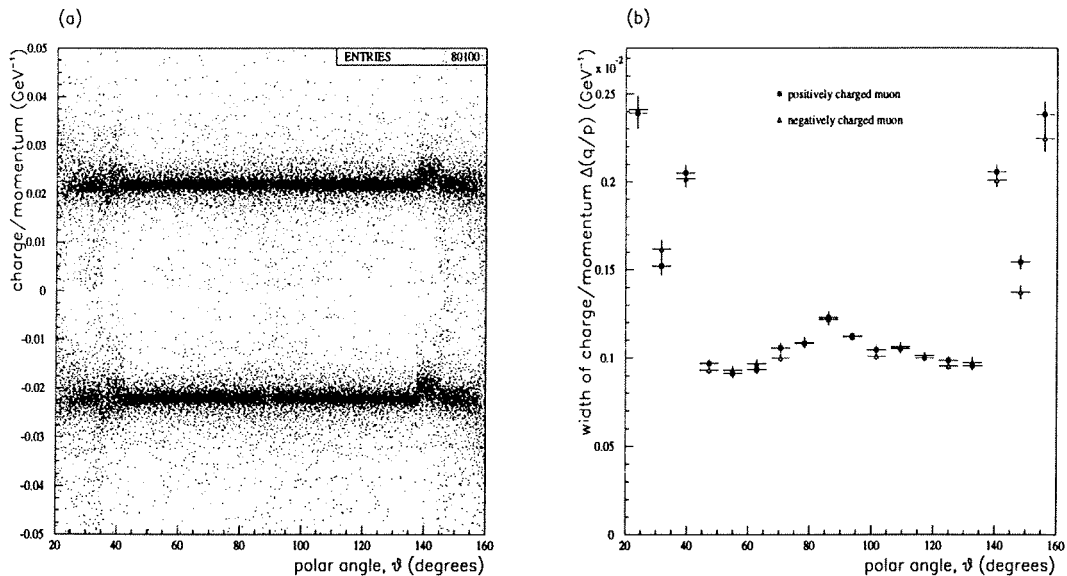 (a)
(b)
charge/momentum (GeV⁻¹)
ENTRIES 80100
0.05
0.04
0.03
0.02
0.01
0
-0.01
-0.02
-0.03
-0.04
-0.05
20 40 60 80 100 120 140 160
polar angle, ϑ (degrees)
width of charge/momentum Δ(q/p) (GeV⁻¹)
x 10⁻²
0.25
0.2
0.15
0.1
0.05
0
positively charged muon
negatively charged muon
20 40 60 80 100 120 140 160
polar angle, ϑ (degrees)